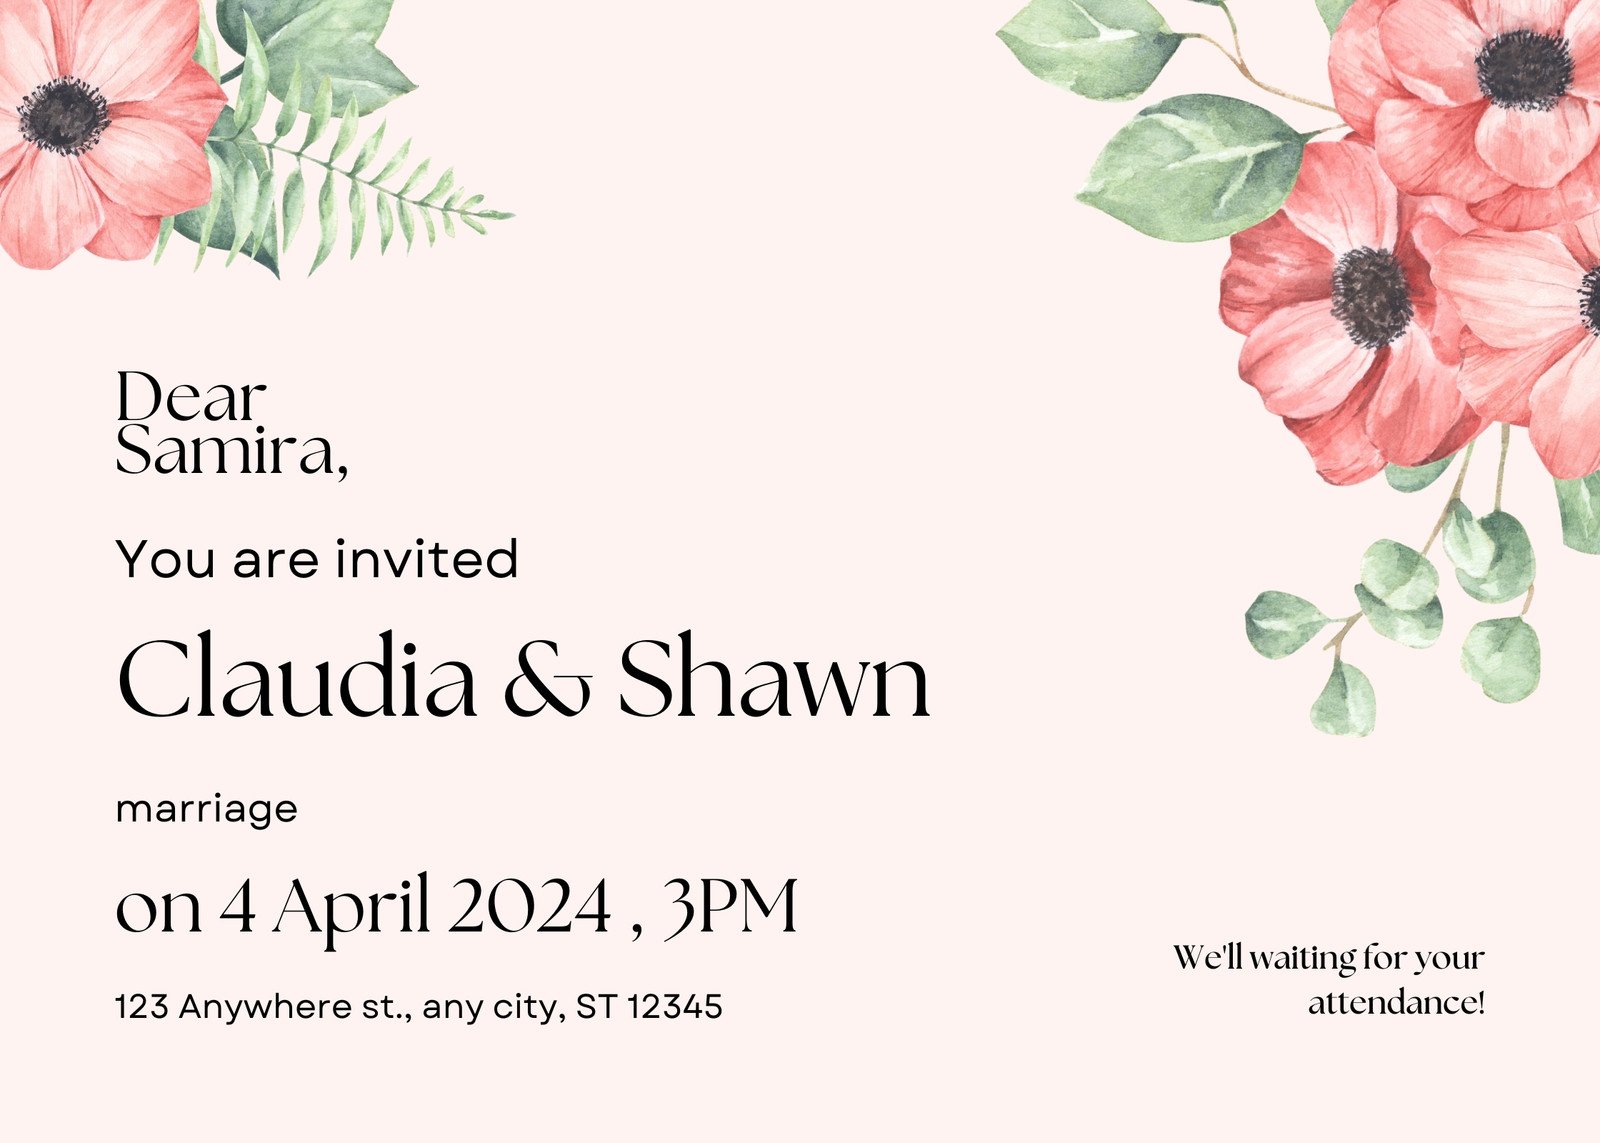 Dear
Samira,
You are invited
Claudia & Shawn
marriage
on 4 April 2024 , 3PM
123 Anywhere st., any city, ST 12345
We'll waiting for your
attendance!